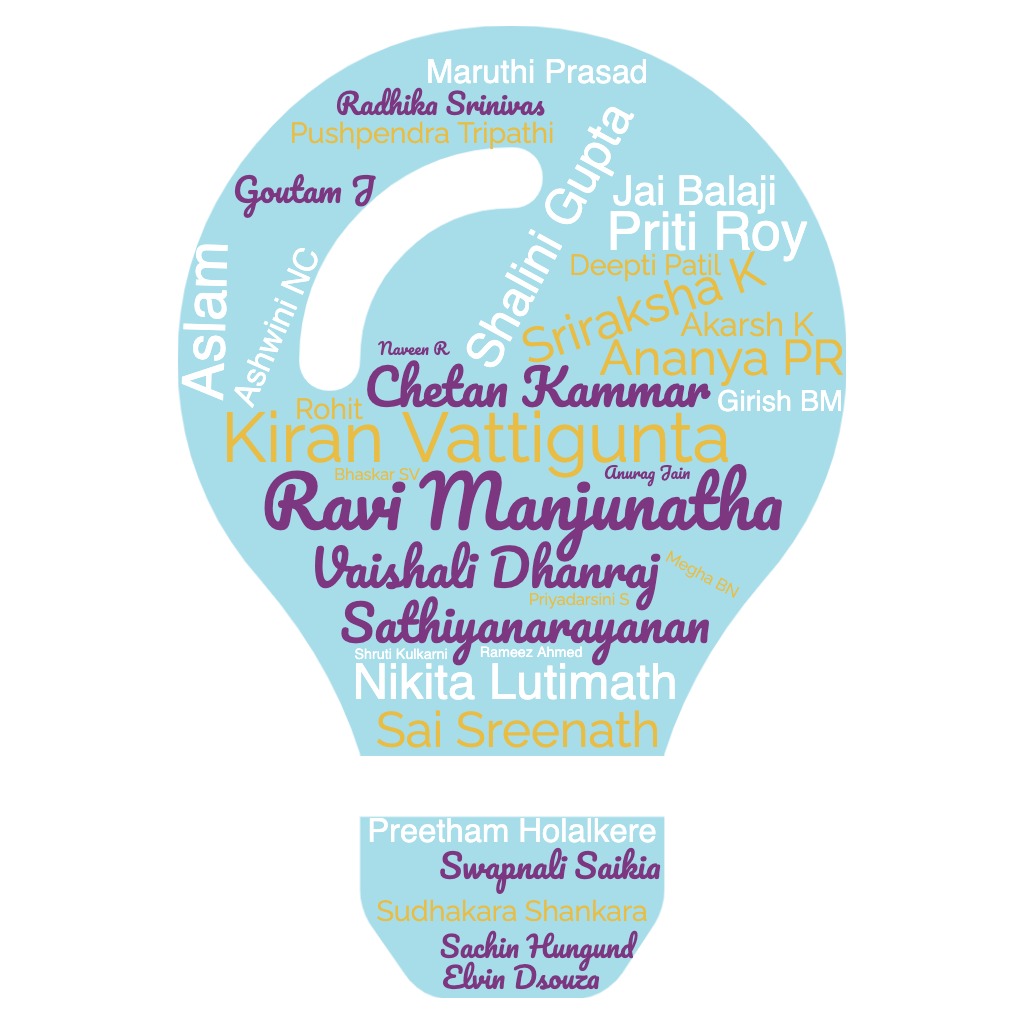 Maruthi Prasad
Radhika Srinivas
Pushpendra Tripathi
Shalini Gupta
Goutam J
Jai Balaji
Priti Roy
Aslam
Ashwini NC
Deepti Patil
Sriraksha K
Akarsh K
Naveen R
Ananya PR
Chetan Kammar
Girish BM
Rohit
Kiran Vattigunta
Bhaskar SV
Anurag Jain
Ravi Manjunatha
Vaishali Dhanraj
Megha BN
Priyadarsini S
Sathiyanarayanan
Shruti Kulkarni
Rameez Ahmed
Nikita Lutimath
Sai Sreenath
Preetham Holalkere
Swapnali Saikia
Sudhakara Shankara
Sachin Hungund
Elvin Dsouza